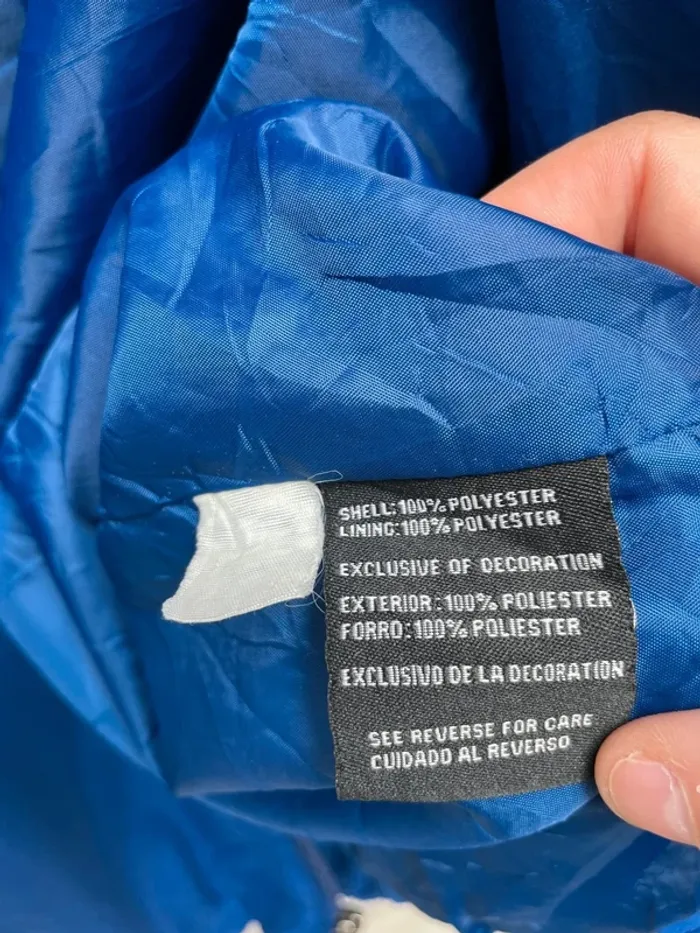 SHELL: 100% POLYESTER
LINING: 100% POLYESTER
EXCLUSIVE OF DECORATION
EXTERIOR: 100% POLIESTER
FORRO: 100% POLIESTER
EXCLUSIVO DE LA DECORATION
SEE REVERSE FOR CARE
CUIDADO AL REVERSO